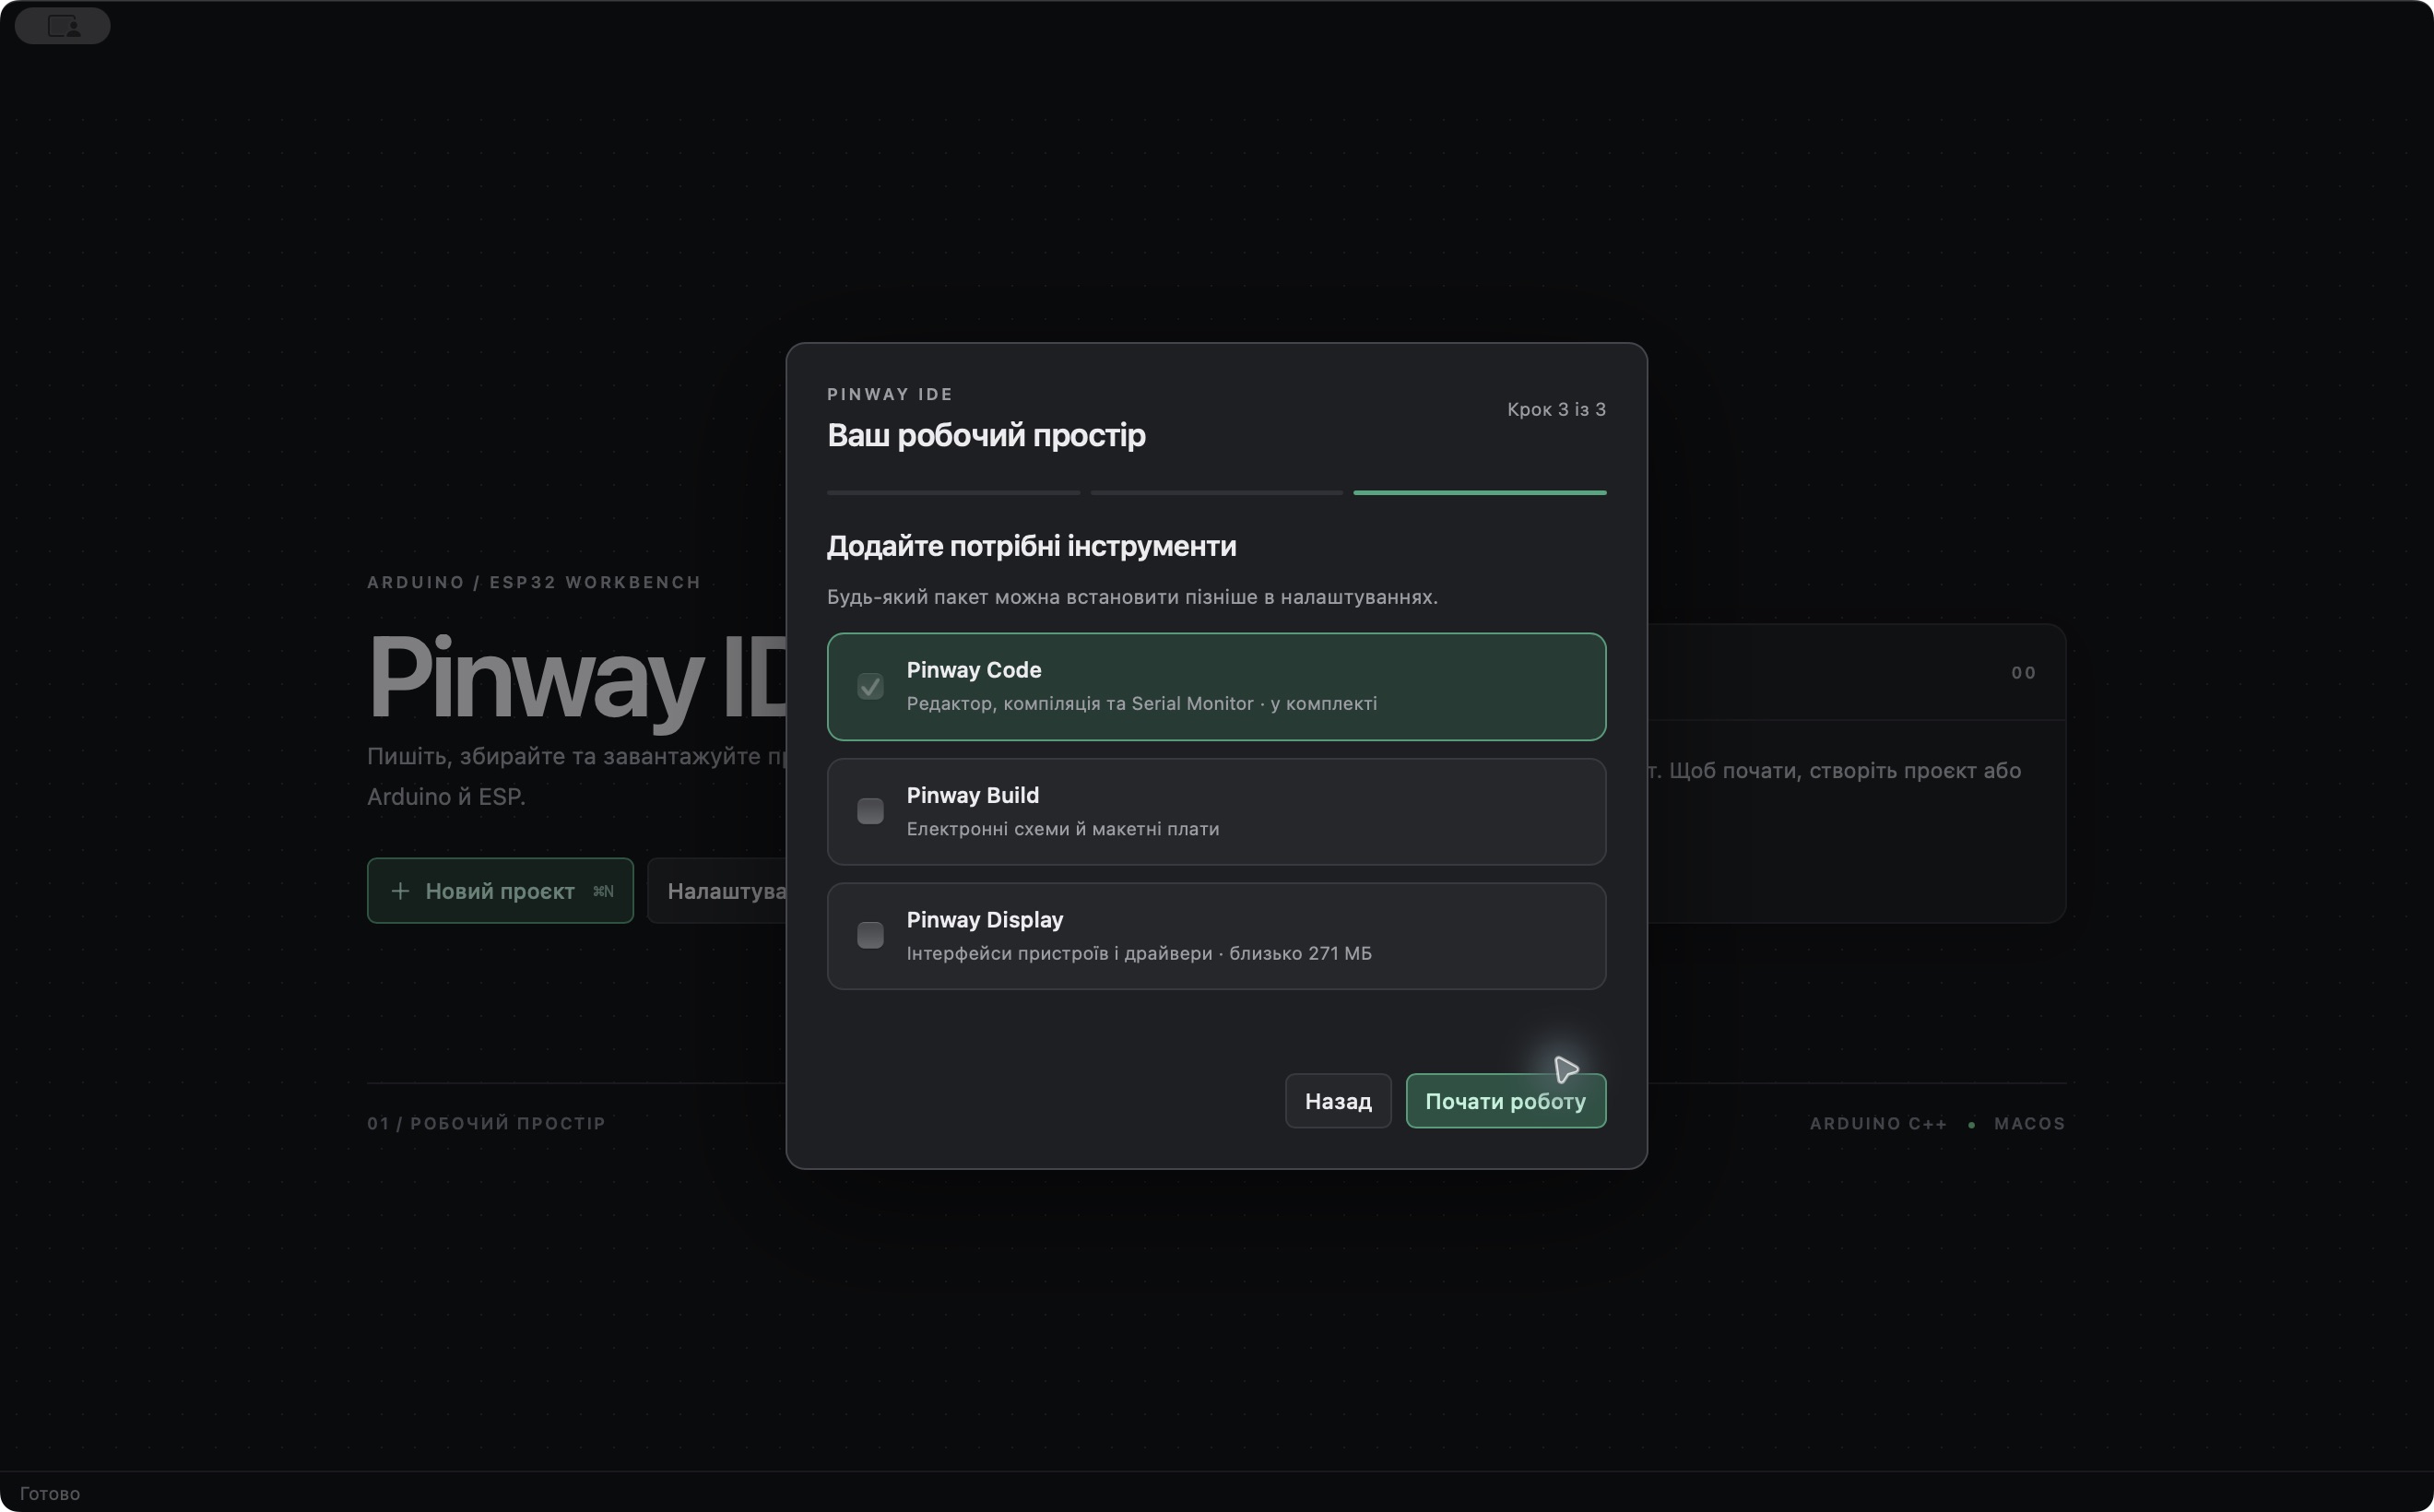 PINWAY IDE
Ваш робочий простір
Крок 3 із 3
Додайте потрібні інструменти
Будь-який пакет можна встановити пізніше в налаштуваннях.
Pinway Code
Редактор, компіляція та Serial Monitor · у комплекті
Pinway Build
Електронні схеми й макетні плати
Pinway Display
Інтерфейси пристроїв і драйвери · близько 271 МБ
Назад
Почати роботу
ARDUINO / ESP32 WORKBENCH
Pinway
Пишіть, збирайте та завантажуйте
Arduino й ESP.
Новий проєкт ⌘N
00
Щоб почати, створіть проєкт або
01 / РОБОЧИЙ ПРОСТІР
ARDUINO C++ • MACOS
Готово